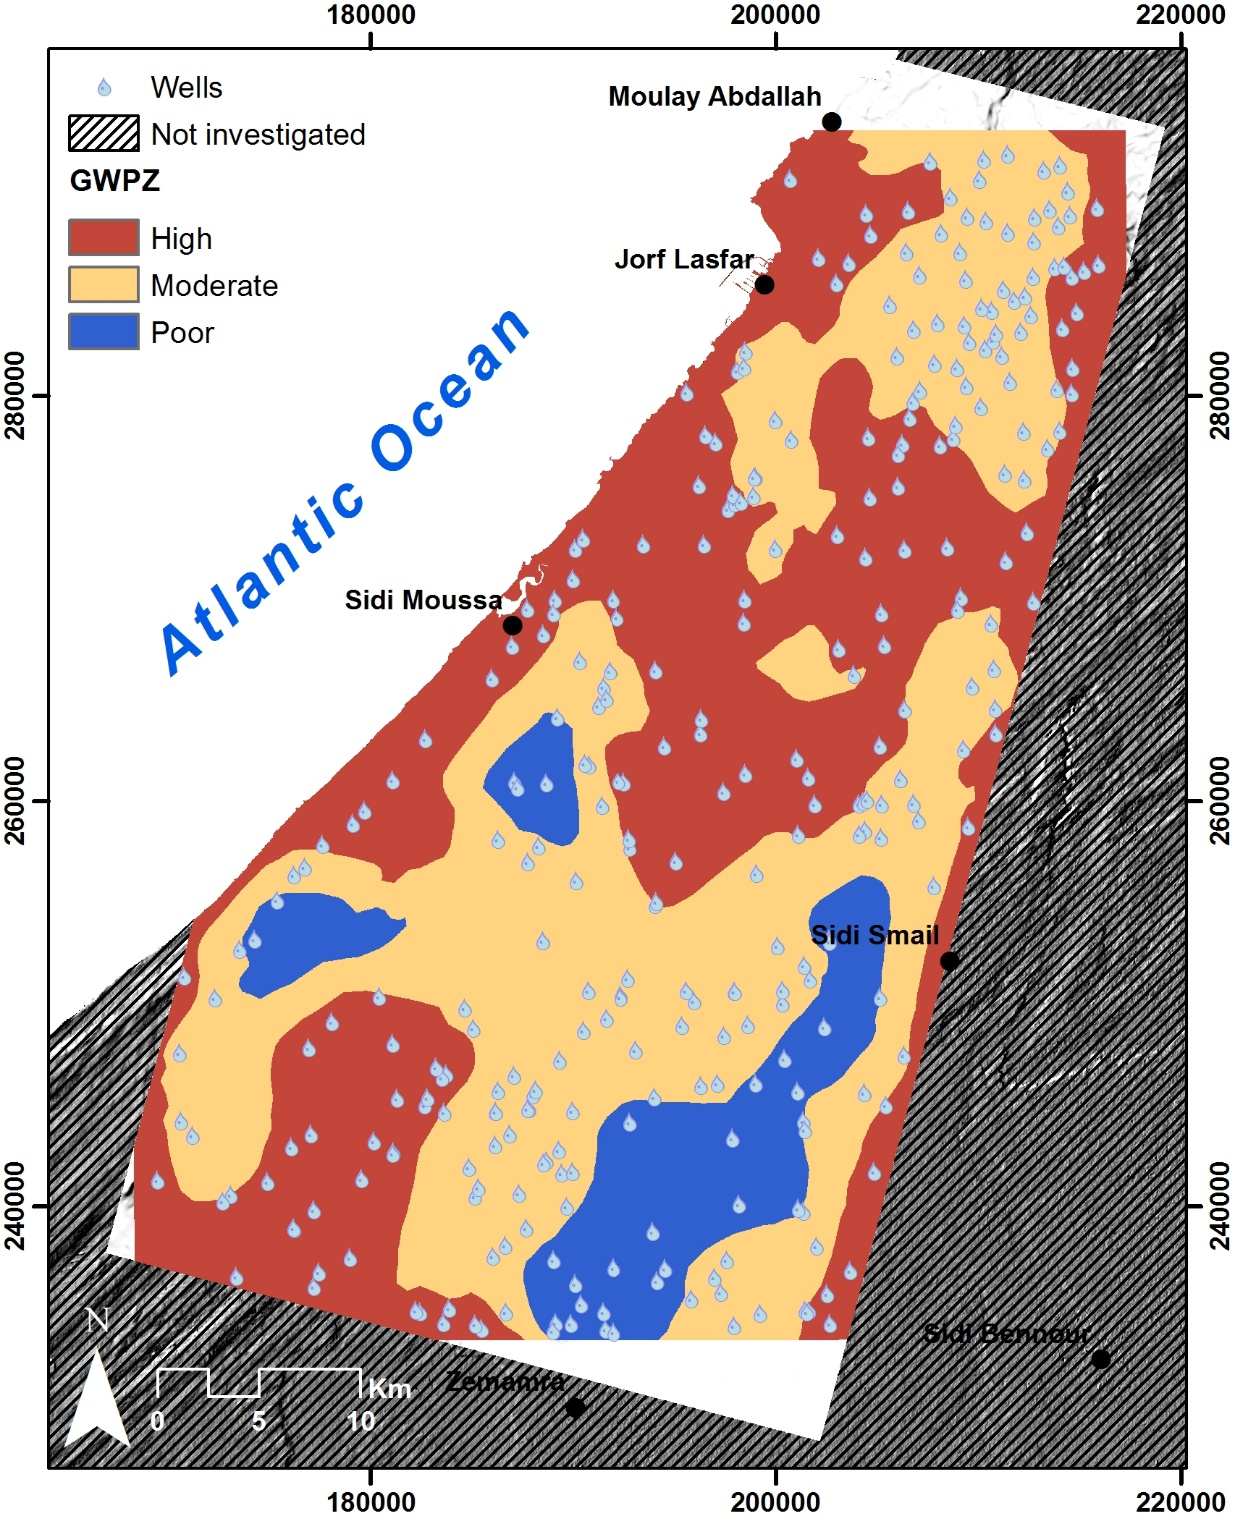 180000
200000
220000
Wells
Not investigated
GWPZ
High
Moderate
Poor
Moulay Abdallah
Jorf Lasfar
Atlantic Ocean
280000
280000
Sidi Moussa
260000
260000
Sidi Smail
240000
240000
Sidi Bennour
Zemamra
N
Km
0
5
10
180000
200000
220000